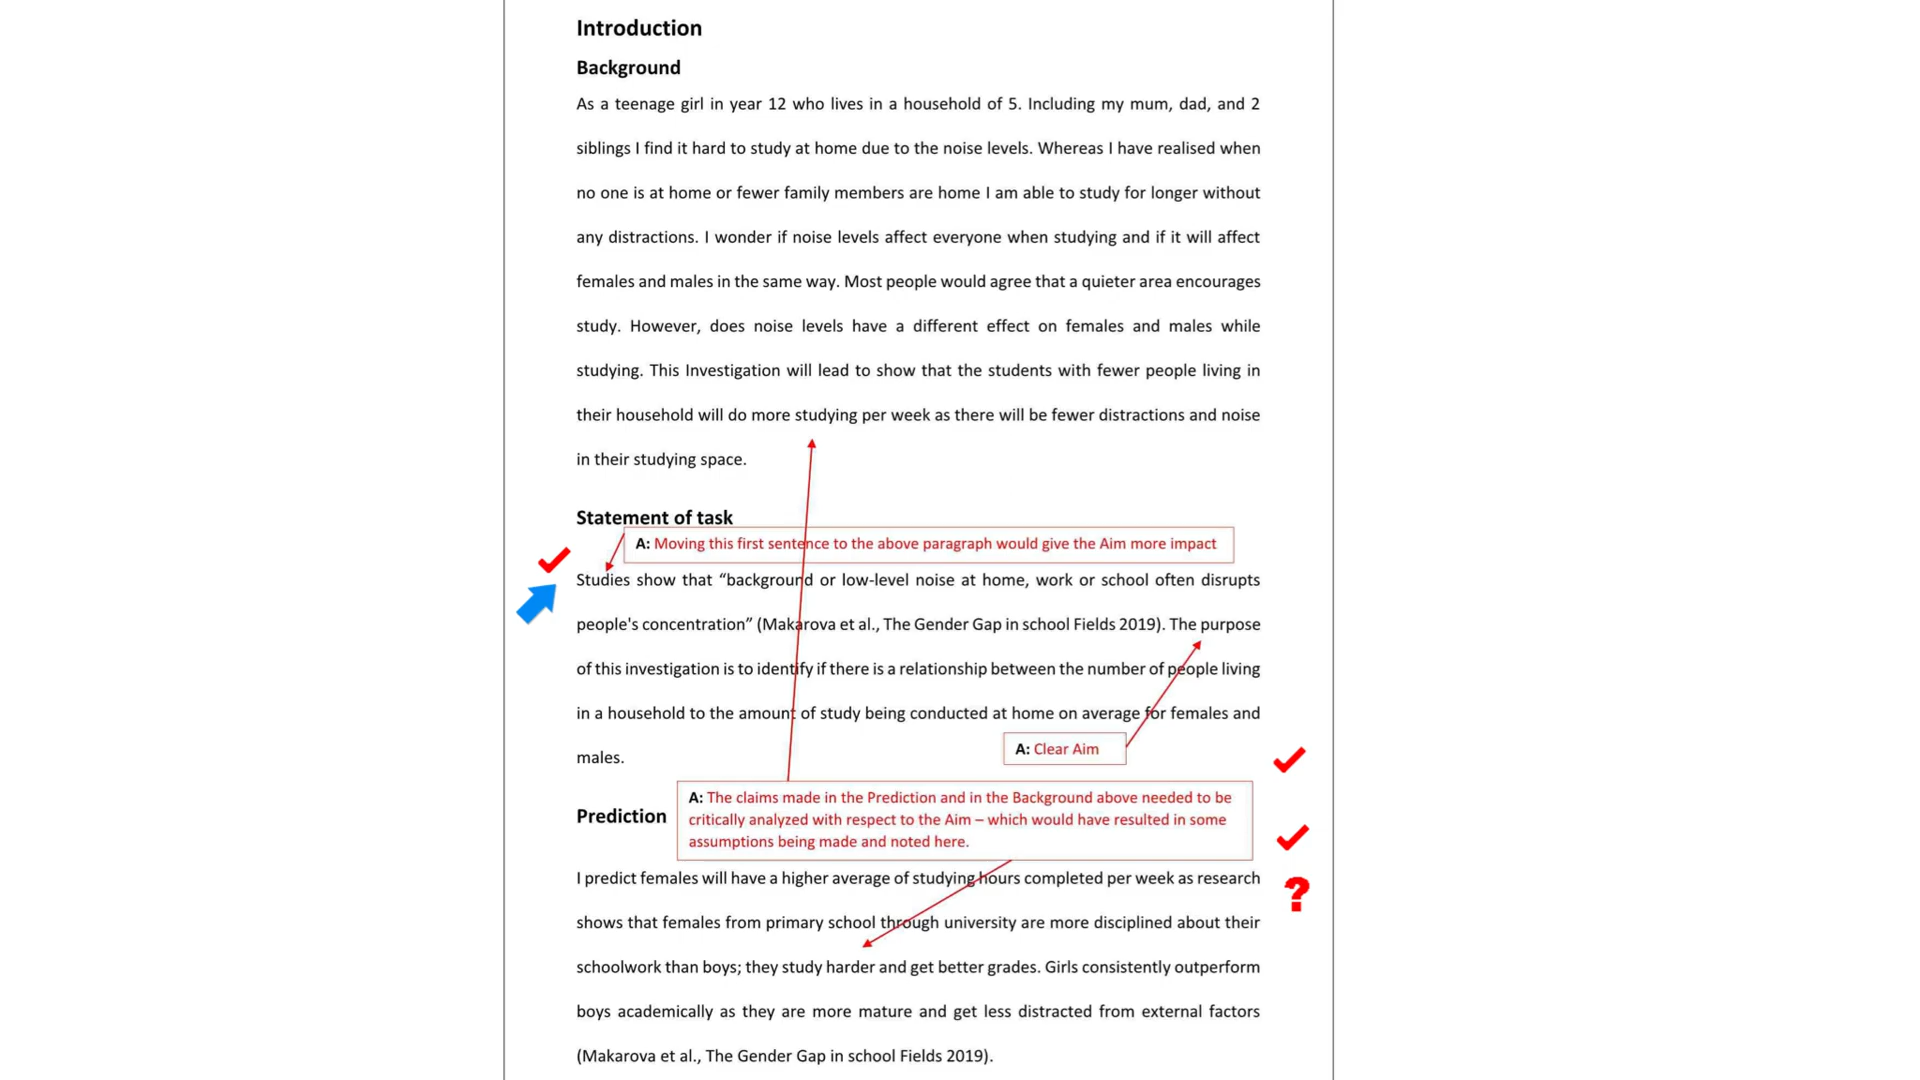 Introduction
Background
As a teenage girl in year 12 who lives in a household of 5. Including my mum, dad, and 2
siblings I find it hard to study at home due to the noise levels. Whereas I have realised when
no one is at home or fewer family members are home I am able to study for longer without
any distractions. I wonder if noise levels affect everyone when studying and if it will affect
females and males in the same way. Most people would agree that a quieter area encourages
study. However, does noise levels have a different effect on females and males while
studying. This Investigation will lead to show that the students with fewer people living in
their household will do more studying per week as there will be fewer distractions and noise
in their studying space.
Statement of task
A: Moving this first sentence to the above paragraph would give the Aim more impact
Studies show that “background or low-level noise at home, work or school often disrupts
people's concentration” (Makarova et al., The Gender Gap in school Fields 2019). The purpose
of this investigation is to identify if there is a relationship between the number of people living
in a household to the amount of study being conducted at home on average for females and
males.
A: Clear Aim
Prediction
A: The claims made in the Prediction and in the Background above needed to be
critically analyzed with respect to the Aim – which would have resulted in some
assumptions being made and noted here.
I predict females will have a higher average of studying hours completed per week as research
shows that females from primary school through university are more disciplined about their
schoolwork than boys; they study harder and get better grades. Girls consistently outperform
boys academically as they are more mature and get less distracted from external factors
(Makarova et al., The Gender Gap in school Fields 2019).
?